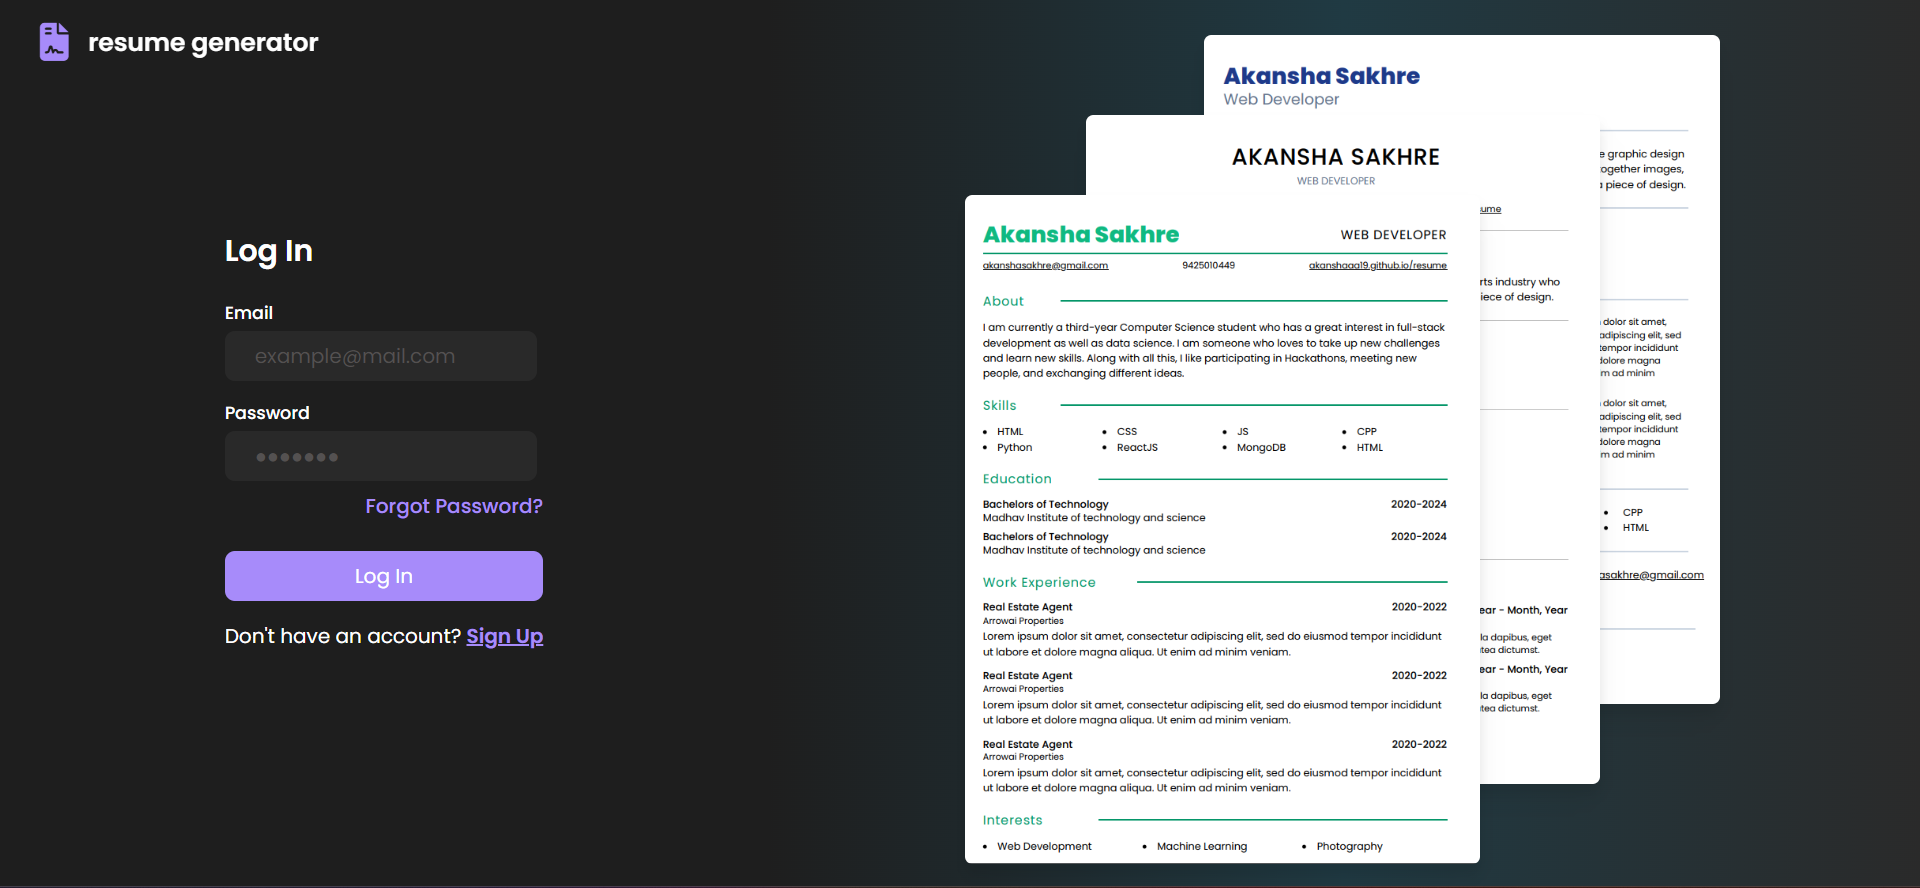 resume generator
Log In
Email
example@mail.com
Password
Forgot Password?
Log In
Don't have an account? Sign Up
Akansha Sakhre
Web Developer
graphic design
together images,
piece of design.
dolor sit amet,
adipiscing elit, sed
tempor incididunt
dolore magna
ad minim
dolor sit amet,
adipiscing elit, sed
tempor incididunt
dolore magna
ad minim
• CPP
• HTML
asakhre@gmail.com
AKANSHA SAKHRE
WEB DEVELOPER
ume
rts industry who
iece of design.
ear - Month, Year
la dapibus, eget
tea dictumst.
ear - Month, Year
la dapibus, eget
tea dictumst.
Akansha Sakhre WEB DEVELOPER
akanshasakhre@gmail.com 9425010449 akanshaaa19.github.io/resume
About
I am currently a third-year Computer Science student who has a great interest in full-stack
development as well as data science. I am someone who loves to take up new challenges
and learn new skills. Along with all this, I like participating in Hackathons, meeting new
people, and exchanging different ideas.
Skills
• HTML • CSS • JS • CPP
• Python • ReactJS • MongoDB • HTML
Education
Bachelors of Technology 2020-2024
Madhav Institute of technology and science
Bachelors of Technology 2020-2024
Madhav Institute of technology and science
Work Experience
Real Estate Agent 2020-2022
Arrowai Properties
Lorem ipsum dolor sit amet, consectetur adipiscing elit, sed do eiusmod tempor incididunt
ut labore et dolore magna aliqua. Ut enim ad minim veniam.
Real Estate Agent 2020-2022
Arrowai Properties
Lorem ipsum dolor sit amet, consectetur adipiscing elit, sed do eiusmod tempor incididunt
ut labore et dolore magna aliqua. Ut enim ad minim veniam.
Real Estate Agent 2020-2022
Arrowai Properties
Lorem ipsum dolor sit amet, consectetur adipiscing elit, sed do eiusmod tempor incididunt
ut labore et dolore magna aliqua. Ut enim ad minim veniam.
Interests
• Web Development • Machine Learning • Photography